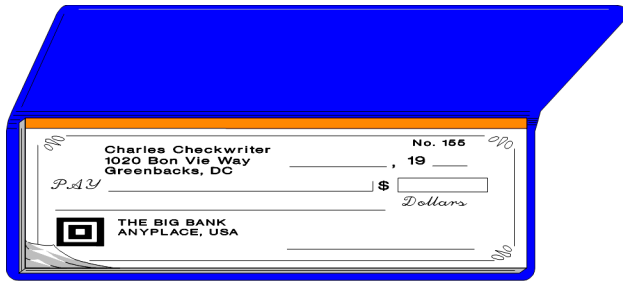 No. 155
Charles Checkwriter
1020 Bon Vie Way
, 19
Greenbacks, DC
PAY $
Dollars
THE BIG BANK
ANYPLACE, USA